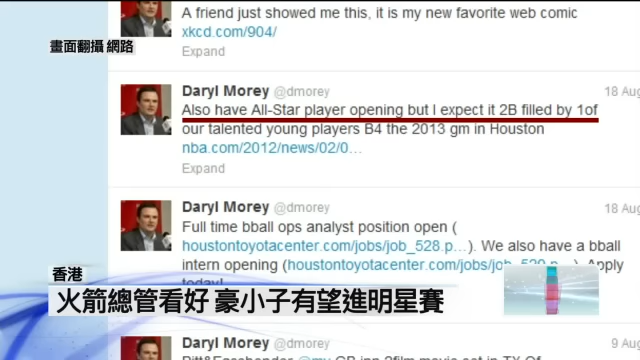 A friend just showed me this, it is my new favorite web comic
xkcd.com/904/
畫面翻攝 網路
Expand
Daryl Morey @dmorey 18 Aug
Also have All-Star player opening but I expect it 2B filled by 1of
our talented young players B4 the 2013 gm in Houston
nba.com/2012/news/02/0…
Expand
Daryl Morey @dmorey 18 Aug
Full time bball ops analyst position open (
houstontoyotacenter.com/jobs/job_528.p…). We also have a bball
intern opening (houstontoyotacenter.com/jobs/job_529.p…). Apply
today!
香港
火箭總管看好 豪小子有望進明星賽
Daryl Morey @dmorey 9 Aug